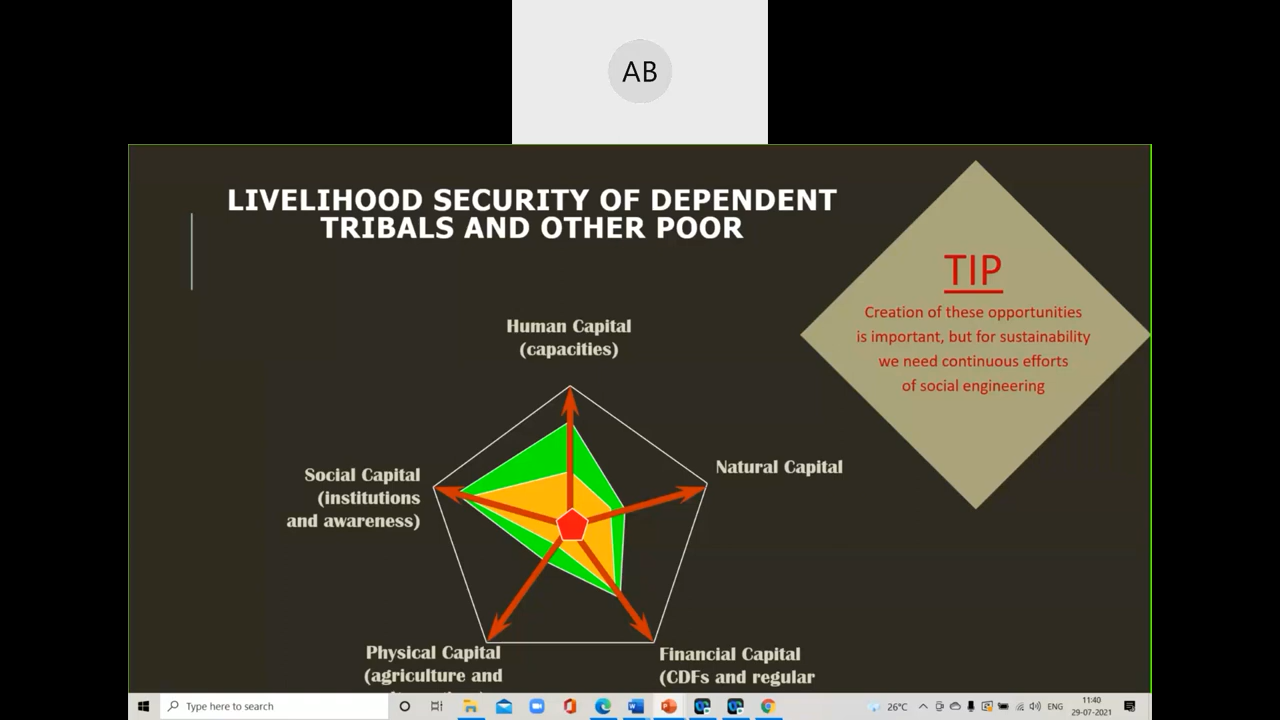 AB
LIVELIHOOD SECURITY OF DEPENDENT
TRIBALS AND OTHER POOR
TIP
Creation of these opportunities
is important, but for sustainability
we need continuous efforts
of social engineering
Human Capital
(capacities)
Natural Capital
Social Capital
(institutions
and awareness)
Physical Capital
(agriculture and
Financial Capital
(CDFs and regular
Type here to search
26°C
ENG
11:40
29-07-2021